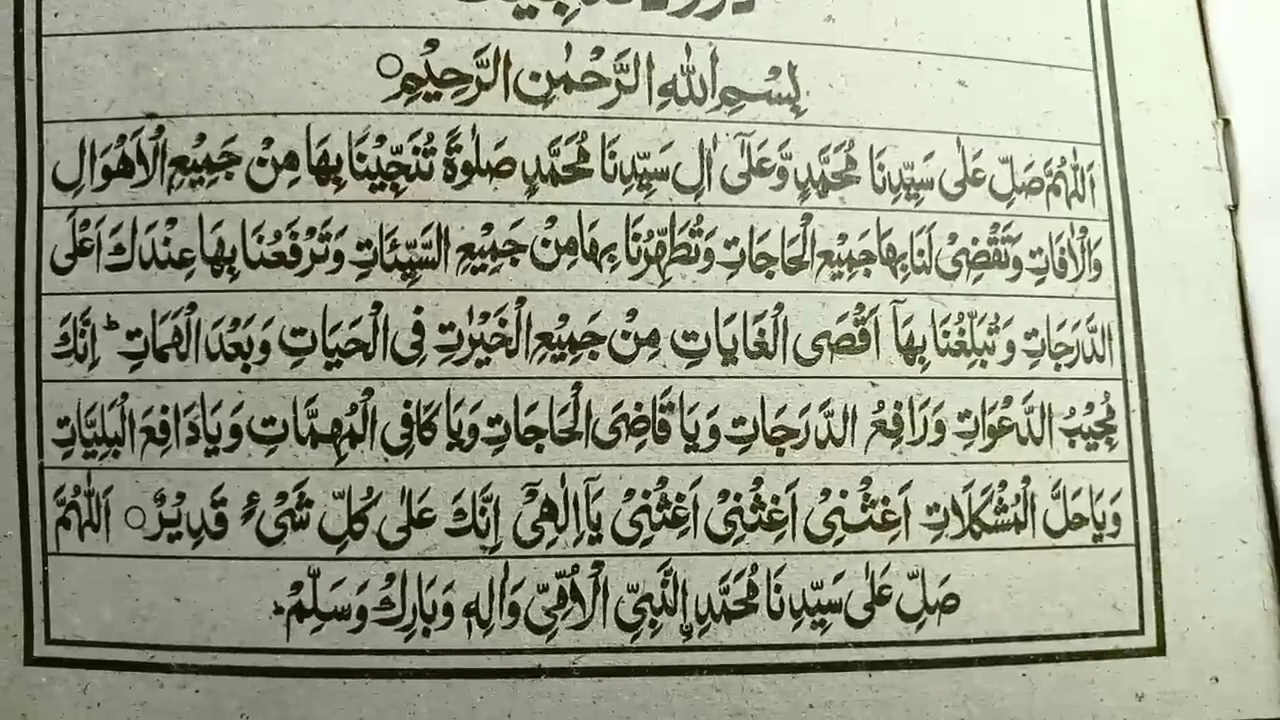 بِسْمِ اللهِ الرَّحْمٰنِ الرَّحِيْمِ ○
اَللّٰهُمَّ صَلِّ عَلٰى سَيِّدِنَا مُحَمَّدٍ وَّعَلٰٓى اٰلِ سَيِّدِنَا مُحَمَّدٍ صَلٰوةً تُنَجِّيْنَا بِهَا مِنْ جَمِيْعِ الْاَهْوَالِ
وَالْاٰفَاتِ وَتَقْضِىْ لَنَا بِهَا جَمِيْعَ الْحَاجَاتِ وَتُطَهِّرُنَا بِهَا مِنْ جَمِيْعِ السَّيِّئَاتِ وَتَرْفَعُنَا بِهَا عِنْدَكَ اَعْلَى
الدَّرَجَاتِ وَتُبَلِّغُنَا بِهَآ اَقْصَى الْغَايَاتِ مِنْ جَمِيْعِ الْخَيْرٰتِ فِى الْحَيَاتِ وَبَعْدَ الْمَمَاتِ ؕ اِنَّكَ
مُجِيْبُ الدَّعْوَاتِ وَرَافِعُ الدَّرَجَاتِ وَيَا قَاضِىَ الْحَاجَاتِ وَيَا كَافِى الْمُهِمَّاتِ وَيَا دَافِعَ الْبَلِيَّاتِ
وَيَا حَلَّ الْمُشْكَلَاتِ اَغِثْنِىْ اَغِثْنِىْ اَغِثْنِىْ يَآ اِلٰهِىْ اِنَّكَ عَلٰى كُلِّ شَىْءٍ قَدِيْرٌ ○ اَللّٰهُمَّ
صَلِّ عَلٰى سَيِّدِنَا مُحَمَّدِ اِلنَّبِىِّ الْاُمِّىِّ وَاٰلِهٖ وَبَارِكْ وَسَلِّمْ ؕ